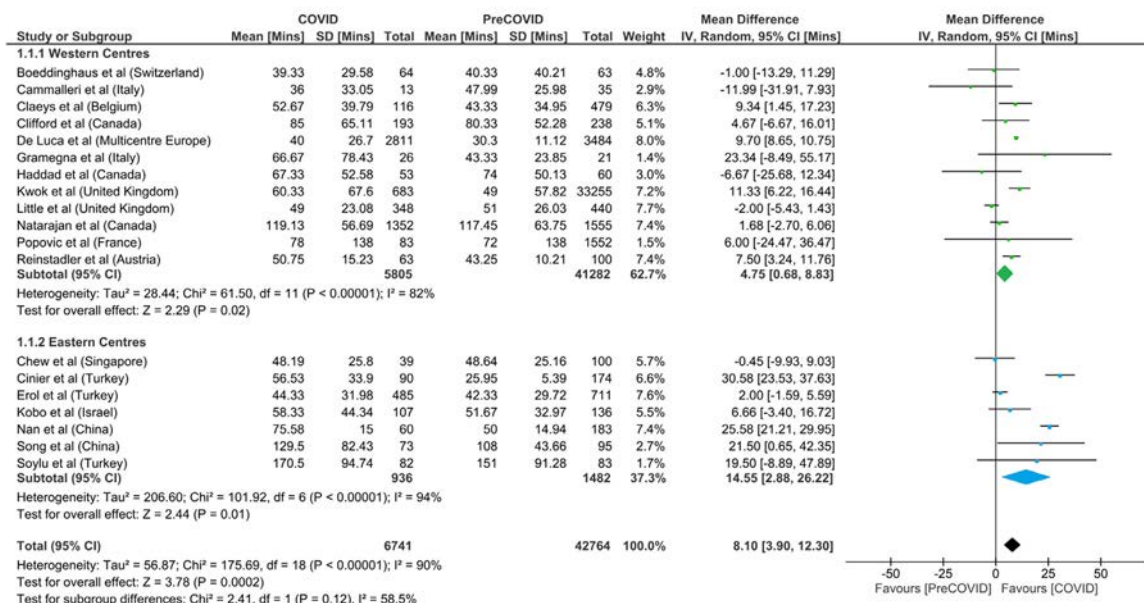 COVID PreCOVID Mean Difference Mean Difference
Study or Subgroup Mean [Mins] SD [Mins] Total Mean [Mins] SD [Mins] Total Weight IV, Random, 95% CI [Mins] IV, Random, 95% CI [Mins]
1.1.1 Western Centres
Boeddinghaus et al (Switzerland) 39.33 29.58 64 40.33 40.21 63 4.8% -1.00 (-13.29, 11.29]
Cammalleri et al (Italy) 36 33.05 13 47.99 25.98 35 2.9% -11.99 (-31.91, 7.93]
Claeys et al (Belgium) 52.67 39.79 116 43.33 34.95 479 6.3% 9.34 (1.45, 17.23]
Clifford et al (Canada) 85 65.11 193 80.33 52.28 238 5.1% 4.67 (-6.67, 16.01]
De Luca et al (Multicentre Europe) 40 26.7 2811 30.3 11.12 3484 8.0% 9.70 (8.65, 10.75]
Gramegna et al (Italy) 66.67 78.43 26 43.33 23.85 21 1.4% 23.34 (-8.49, 55.17]
Haddad et al (Canada) 67.33 52.58 53 74 50.13 60 3.0% -6.67 (-25.68, 12.34]
Kwok et al (United Kingdom) 60.33 67.6 683 49 57.82 33255 7.2% 11.33 (6.22, 16.44]
Little et al (United Kingdom) 49 23.08 348 51 26.03 440 7.7% -2.00 (-5.43, 1.43]
Natarajan et al (Canada) 119.13 56.69 1352 117.45 63.75 1555 7.4% 1.68 (-2.70, 6.06]
Popovic et al (France) 78 138 83 72 138 1552 1.5% 6.00 (-24.47, 36.47]
Reinstadler et al (Austria) 50.75 15.23 63 43.25 10.21 100 7.4% 7.50 (3.24, 11.76]
Subtotal (95% CI) 5805 41282 62.7% 4.75 (0.68, 8.83]
Heterogeneity: Tau² = 28.44; Chi² = 61.50, df = 11 (P < 0.00001); I² = 82%
Test for overall effect: Z = 2.29 (P = 0.02)
1.1.2 Eastern Centres
Chew et al (Singapore) 48.19 25.8 39 48.64 25.16 100 5.7% -0.45 (-9.93, 9.03]
Cinier et al (Turkey) 56.53 33.9 90 25.95 5.39 174 6.6% 30.58 (23.53, 37.63]
Erol et al (Turkey) 44.33 31.98 485 42.33 29.72 711 7.6% 2.00 (-1.59, 5.59]
Kobo et al (Israel) 58.33 44.34 107 51.67 32.97 136 5.5% 6.66 (-3.40, 16.72]
Nan et al (China) 75.58 15 60 50 14.94 183 7.4% 25.58 (21.21, 29.95]
Song et al (China) 129.5 82.43 73 108 43.66 95 2.7% 21.50 (0.65, 42.35]
Soylu et al (Turkey) 170.5 94.74 82 151 91.28 83 1.7% 19.50 (-8.89, 47.89]
Subtotal (95% CI) 936 1482 37.3% 14.55 (2.88, 26.22]
Heterogeneity: Tau² = 206.60; Chi² = 101.92, df = 6 (P < 0.00001); I² = 94%
Test for overall effect: Z = 2.44 (P = 0.01)
Total (95% CI) 6741 42764 100.0% 8.10 (3.90, 12.30]
Heterogeneity: Tau² = 56.87; Chi² = 175.69, df = 18 (P < 0.00001); I² = 90%
Test for overall effect: Z = 3.78 (P = 0.0002)
Test for subgroup differences: Chi² = 2.41, df = 1 (P = 0.12), I² = 58.5%
-50 -25 0 25 50
Favours [PreCOVID] Favours [COVID]